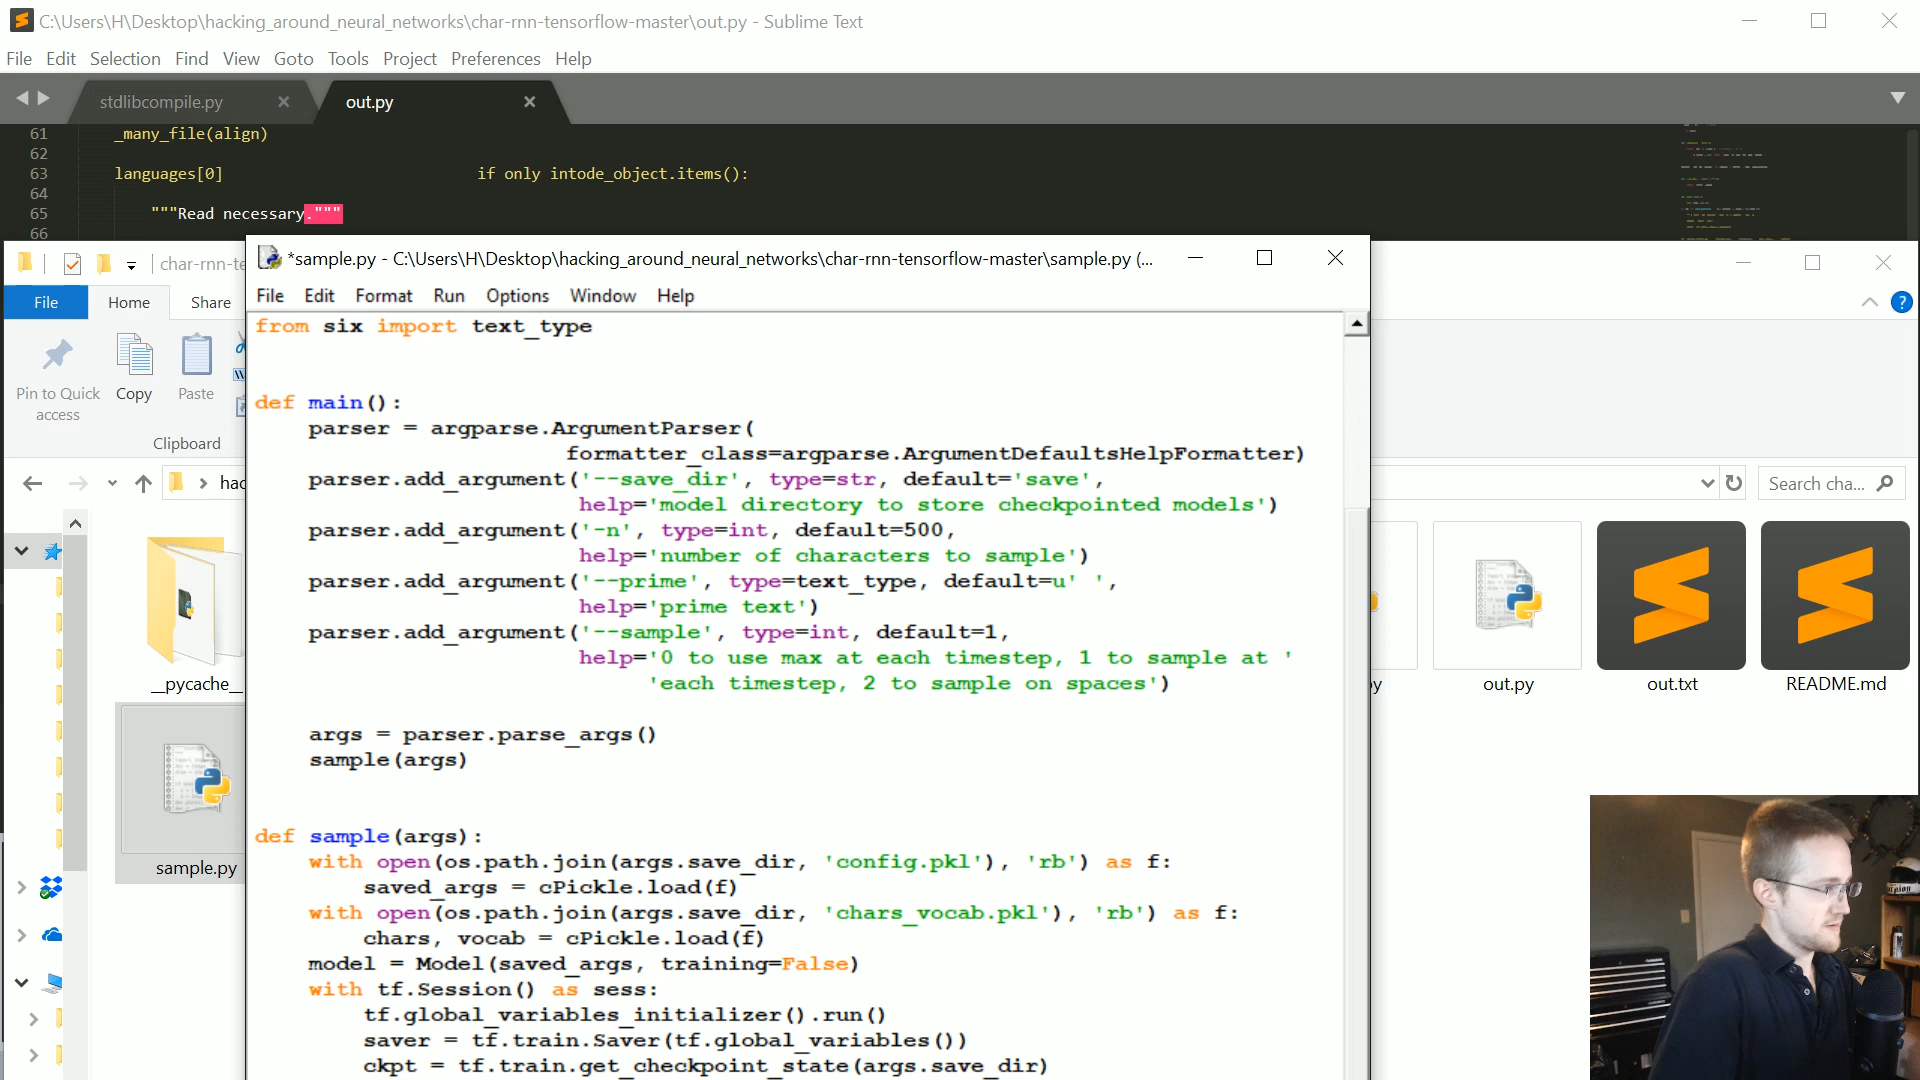 C:\Users\H\Desktop\hacking_around_neural_networks\char-rnn-tensorflow-master\out.py - Sublime Text
File Edit Selection Find View Goto Tools Project Preferences Help
stdlibcompile.py
out.py
61 _many_file(align)
62
63 languages[0] if only intode_object.items():
64
65 """Read necessary."""
66
char-rnn-te
*sample.py - C:\Users\H\Desktop\hacking_around_neural_networks\char-rnn-tensorflow-master\sample.py (...
File Home Share
File Edit Format Run Options Window Help
Pin to Quick access
Copy
Paste
Clipboard
hac
Search cha...
from six import text_type
def main():
parser = argparse.ArgumentParser(
formatter_class=argparse.ArgumentDefaultsHelpFormatter)
parser.add_argument('--save_dir', type=str, default='save',
help='model directory to store checkpointed models')
parser.add_argument('-n', type=int, default=500,
help='number of characters to sample')
parser.add_argument('--prime', type=text_type, default=u' ',
help='prime text')
parser.add_argument('--sample', type=int, default=1,
help='0 to use max at each timestep, 1 to sample at '
'each timestep, 2 to sample on spaces')
args = parser.parse_args()
sample(args)
def sample(args):
with open(os.path.join(args.save_dir, 'config.pkl'), 'rb') as f:
saved_args = cPickle.load(f)
with open(os.path.join(args.save_dir, 'chars_vocab.pkl'), 'rb') as f:
chars, vocab = cPickle.load(f)
model = Model(saved_args, training=False)
with tf.Session() as sess:
tf.global_variables_initializer().run()
saver = tf.train.Saver(tf.global_variables())
ckpt = tf.train.get_checkpoint_state(args.save_dir)
__pycache__
sample.py
y
out.py
out.txt
README.md